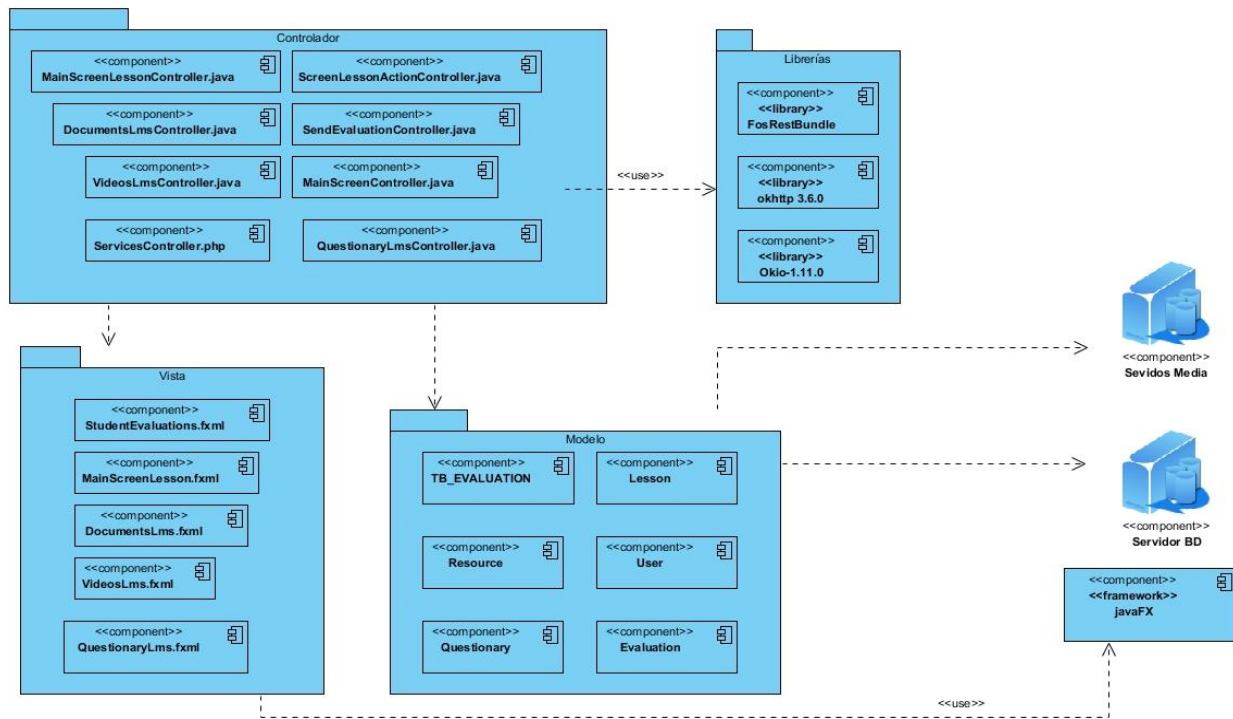 Controlador
<<component>>
MainScreenLessonController.java
<<component>>
ScreenLessonActionController.java
<<component>>
DocumentsLmsController.java
<<component>>
SendEvaluationController.java
<<component>>
VideosLmsController.java
<<component>>
MainScreenController.java
<<component>>
ServicesController.php
<<component>>
QuestionaryLmsController.java
<<use>>
Librerías
<<component>>
<<library>>
FosRestBundle
<<component>>
<<library>>
okhttp 3.6.0
<<component>>
<<library>>
Okio-1.11.0
Vista
<<component>>
StudentEvaluations.fxml
<<component>>
MainScreenLesson.fxml
<<component>>
DocumentsLms.fxml
<<component>>
VideosLms.fxml
<<component>>
QuestionaryLms.fxml
Modelo
<<component>>
TB_EVALUATION
<<component>>
Lesson
<<component>>
Resource
<<component>>
User
<<component>>
Questionary
<<component>>
Evaluation
<<component>>
Sevidos Media
<<component>>
Servidor BD
<<component>>
<<framework>>
javaFX
<<use>>